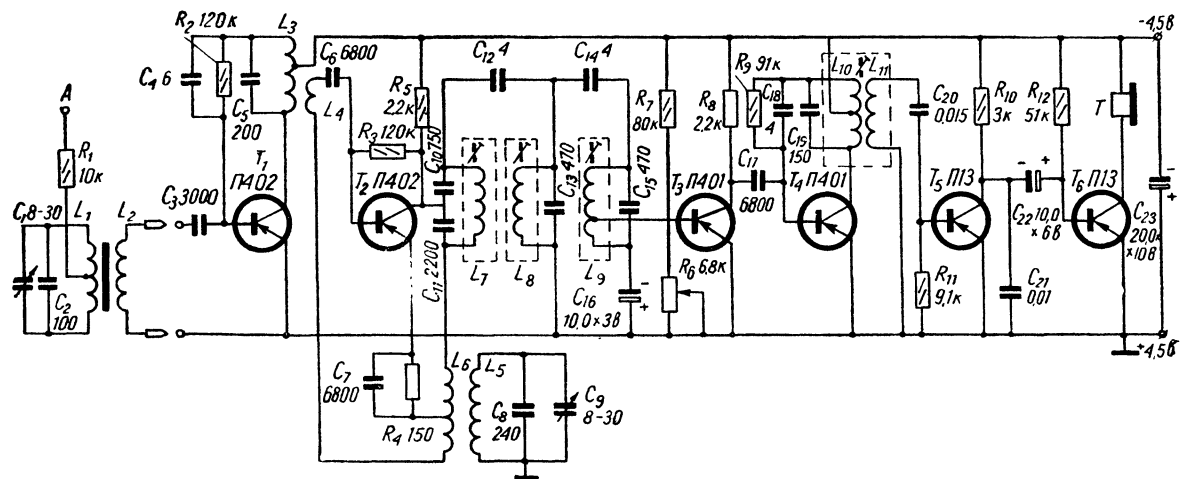 R2 120к
L3
C6 6800
C4 6
C5
200
L4
A
R1
10к
T1
П402
C3 3000
C1 8-30
L1
L2
C2
100
R5
2,2к
R3 120к
T2 П402
C10 750
C11 2200
C12 4
C14 4
L7
L8
L9
C13 470
C15 470
C16
10,0×3в
C7
6800
R4 150
L6
L5
C8
240
C9
8-30
R7
80к
R8
2,2к
R9 91к
C18
4
C19
150
L10
L11
T3 П401
C17
6800
T4 П401
R6 6,8к
C20
0,015
R10
3к
R12
51к
T
-4,5в
T5 П13
C22 10,0
×6в
T6 П13
C23
20,0×
×10в
R11
9,1к
C21
0,01
+4,5в
-
+
-
+
-
+